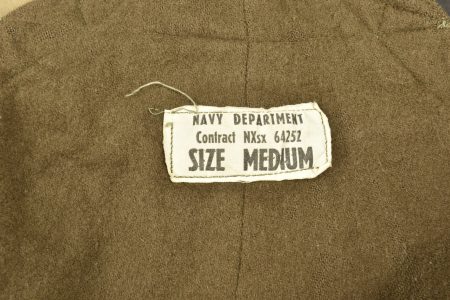 NAVY DEPARTMENT
Contract NXsx 64252
SIZE MEDIUM